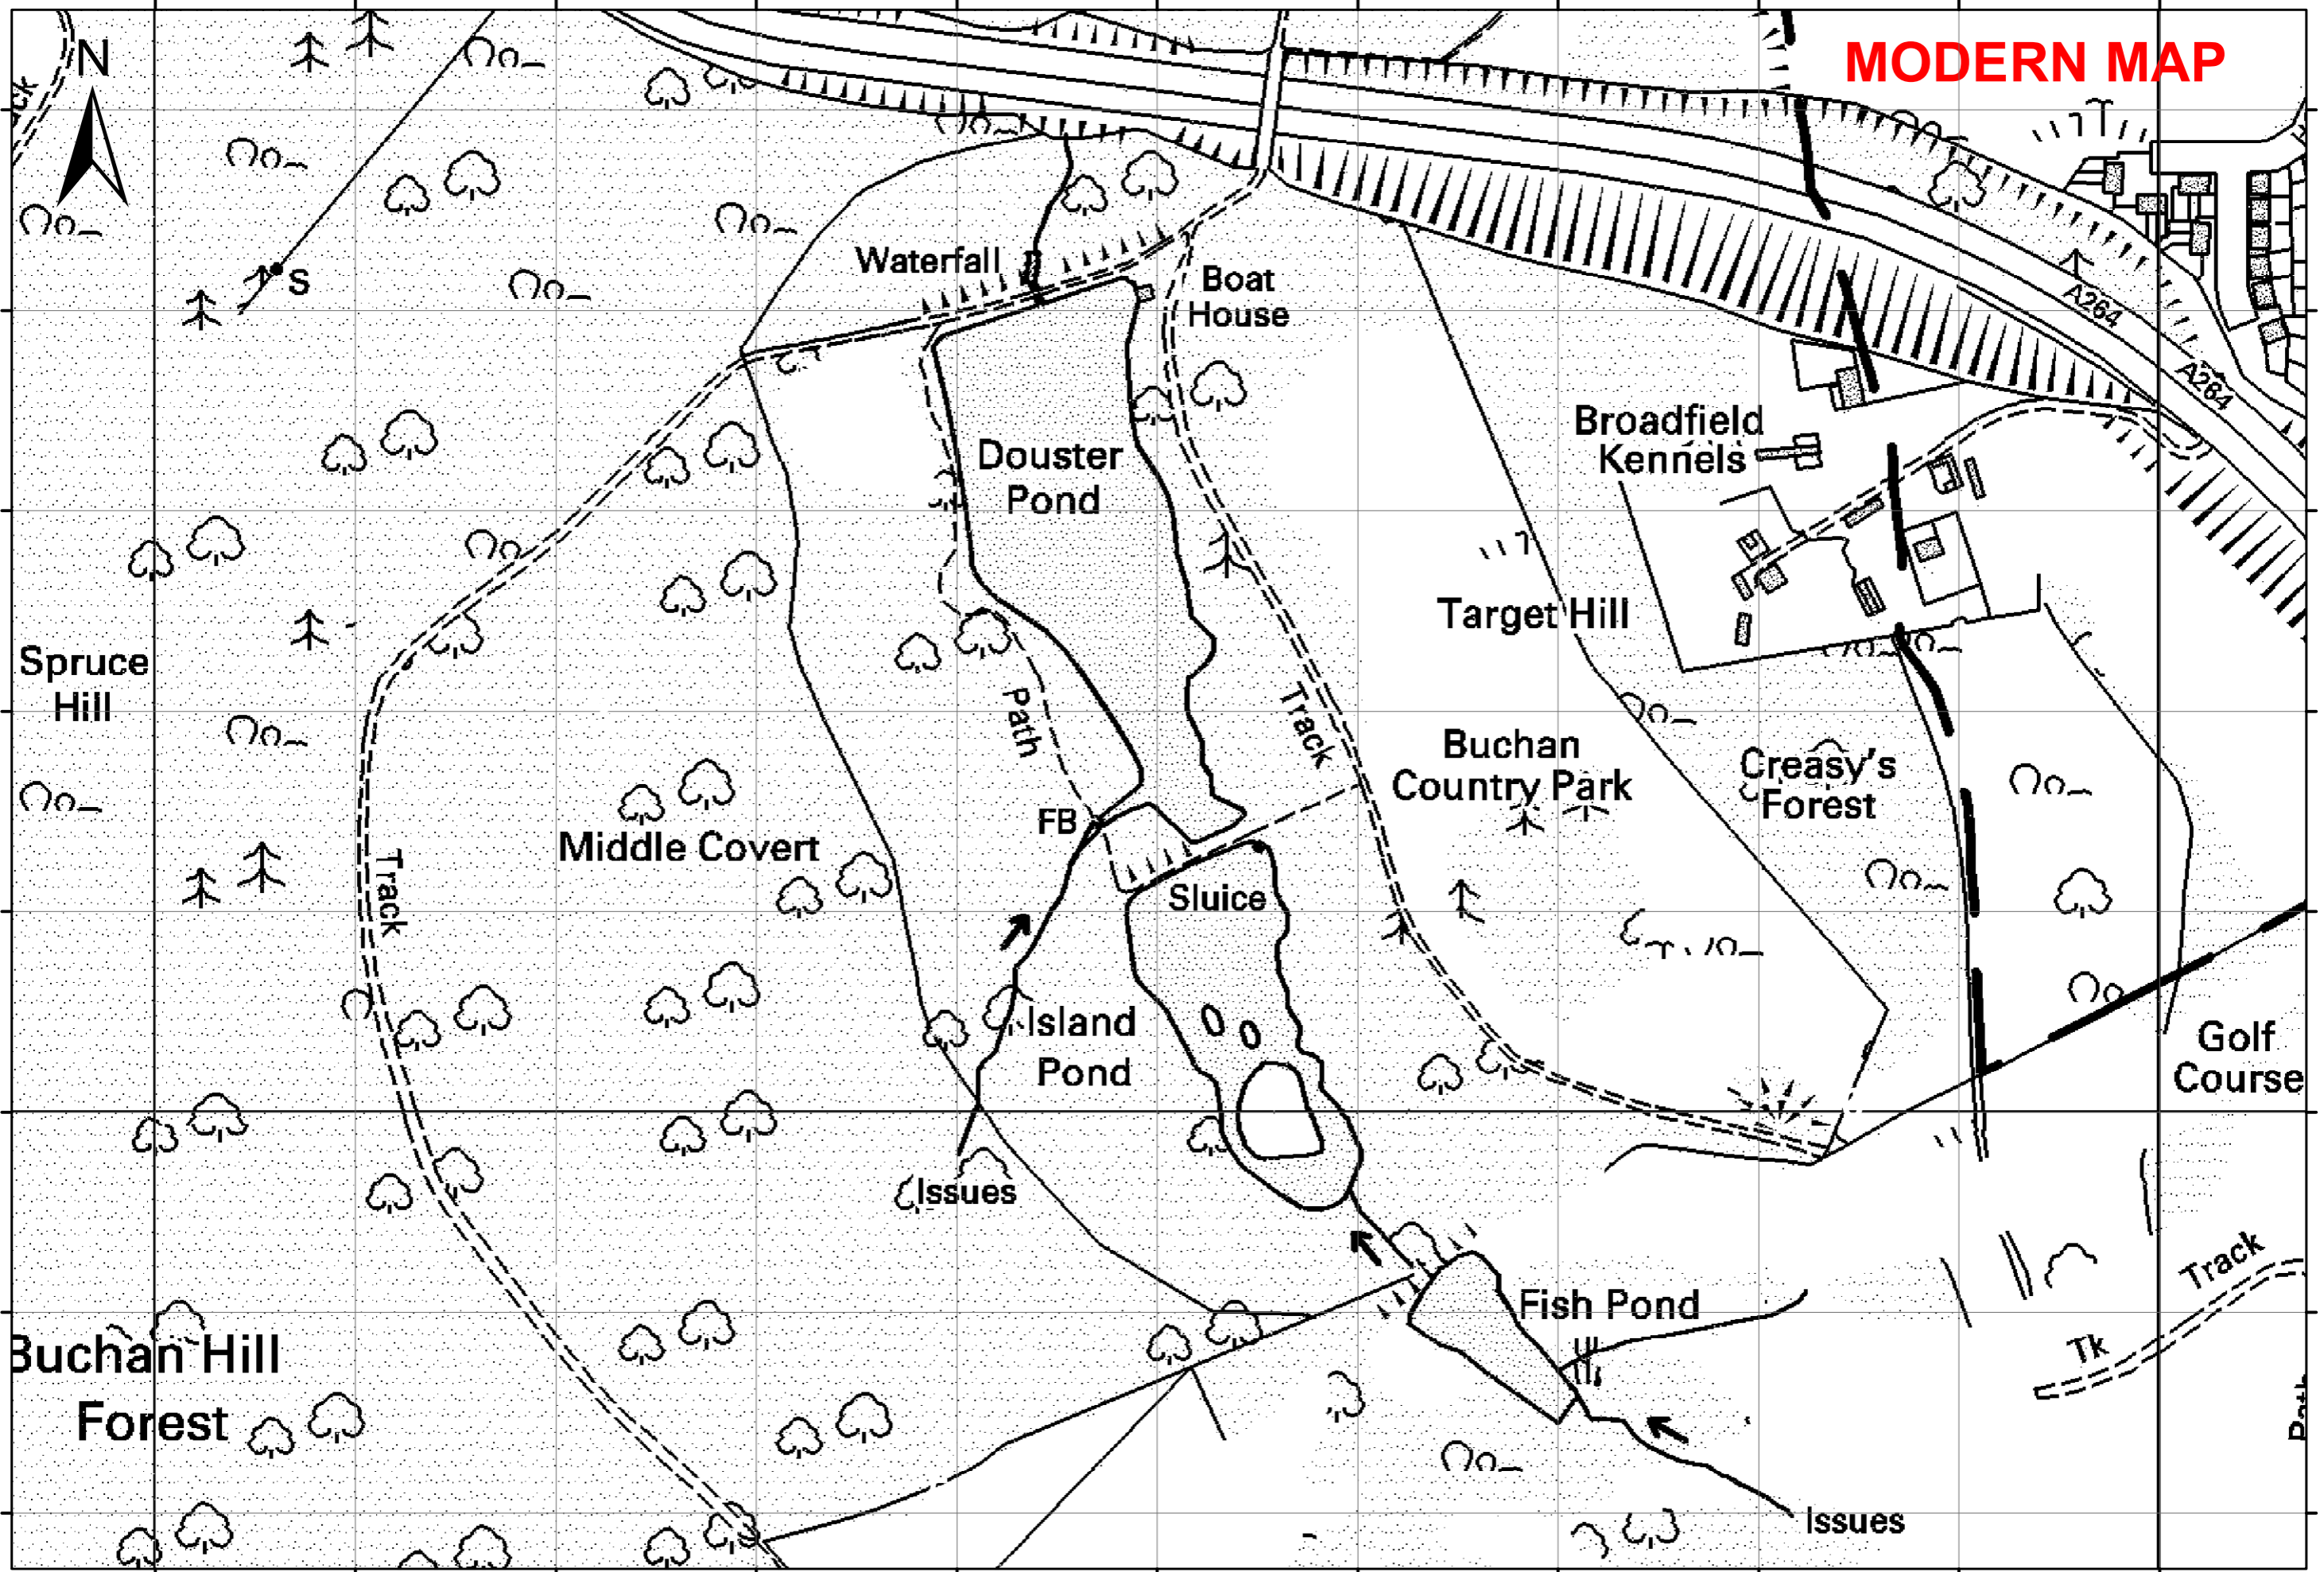 MODERN MAP
N
ck
S
Waterfall
Boat
House
A264
A264
Broadfield
Kennels
Douster
Pond
Target Hill
Spruce
Hill
Path
Track
Buchan
Country Park
Creasy's
Forest
FB
Middle Covert
Track
Sluice
Island
Pond
Golf
Course
Issues
Fish Pond
Track
Tk
Buchan Hill
Forest
Path
Issues